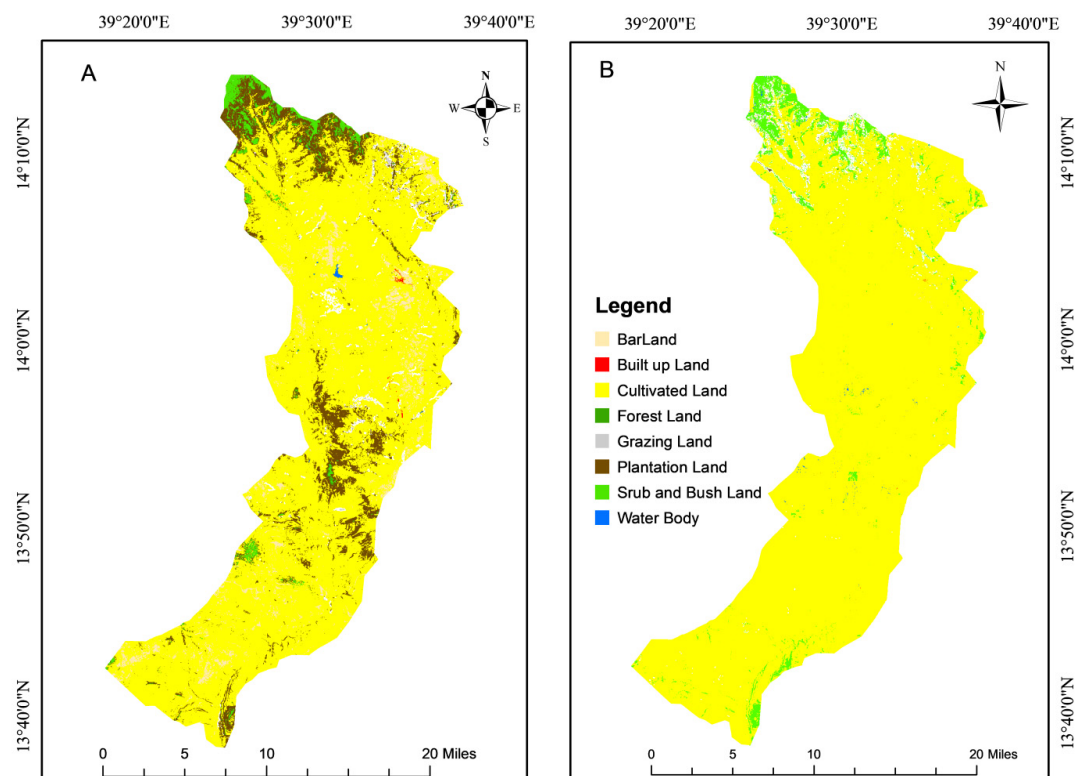 39°20'0"E 39°30'0"E 39°40'0"E 39°20'0"E 39°30'0"E 39°40'0"E
A
B
N
W E
S
N
14°10'0"N
14°0'0"N
13°50'0"N
13°40'0"N
14°10'0"N
14°0'0"N
13°50'0"N
13°40'0"N
Legend
BarLand
Built up Land
Cultivated Land
Forest Land
Grazing Land
Plantation Land
Srub and Bush Land
Water Body
0 5 10 20 Miles
0 5 10 20 Miles